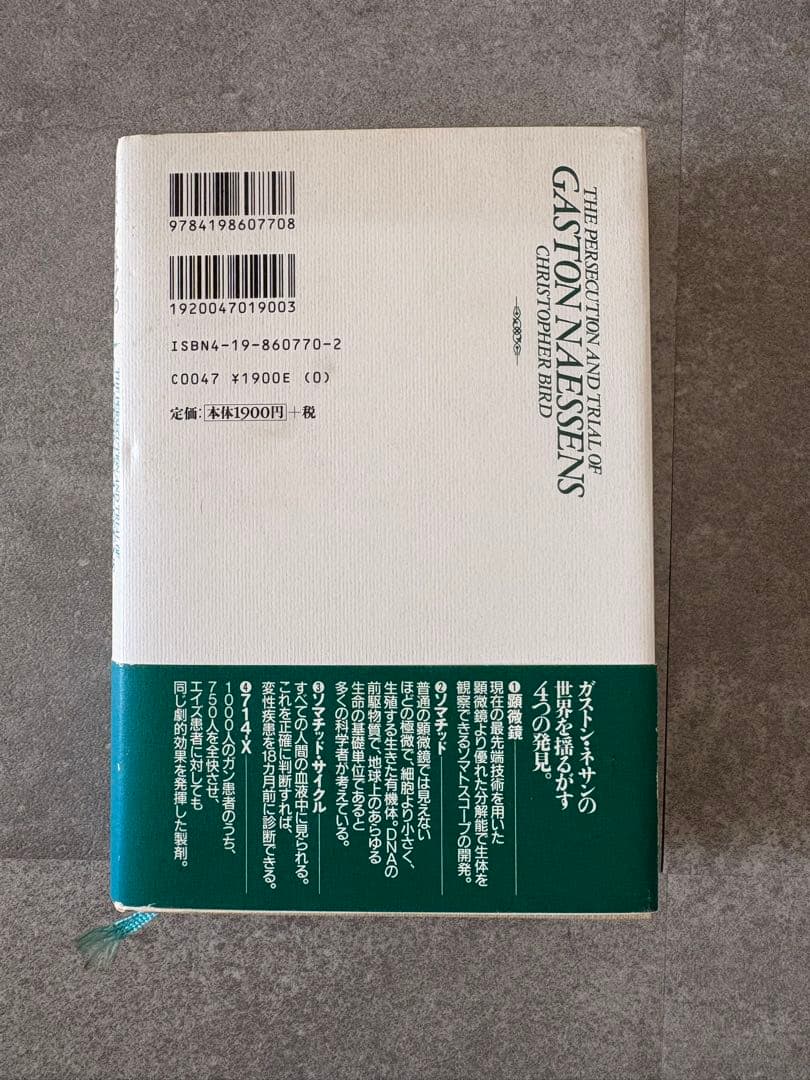 THE PERSECUTION AND TRIAL OF
GASTON NAESSENS
CHRISTOPHER BIRD
9784198607708
1920047019003
ISBN4-19-860770-2
C0047 ¥1900E (0)
定価：本体1900円＋税
ガストン・ネサンの
世界を揺るがす
4つの発見。
❶顕微鏡
現在の最先端技術を用いた
顕微鏡より優れた分解能で生体を
観察できるソマトスコープの開発。
❷ソマチッド
普通の顕微鏡では見えない
ほどの極微で、細胞より小さく、
生殖する生きた有機体。DNAの
前駆物質で、地球上のあらゆる
生命の基礎単位であると
多くの科学者が考えている。
❸ソマチッド・サイクル
すべての人間の血液中に見られる。
これを正確に判断すれば、
変性疾患を18カ月前に診断できる。
❹714-X
1000人のガン患者のうち、
750人を全快させ、
エイズ患者に対しても
同じ劇的効果を発揮した製剤。
THE PERSECUTION AND TRIAL OF